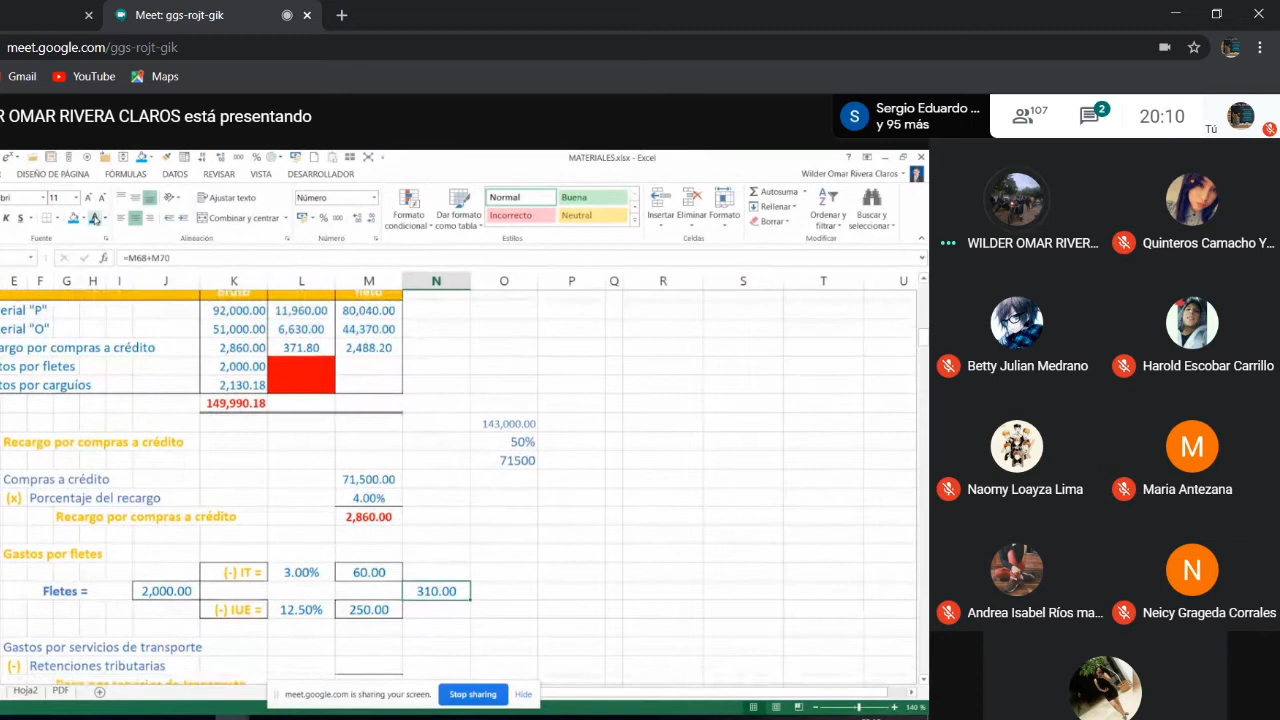 Meet: ggs-rojt-gik
meet.google.com/ggs-rojt-gik
Gmail YouTube Maps
R OMAR RIVERA CLAROS está presentando
Sergio Eduardo ...
y 95 más
107
2
20:10
Tú
MATERIALES.xlsx - Excel
DISEÑO DE PÁGINA FÓRMULAS DATOS REVISAR VISTA DESARROLLADOR
Wilder Omar Rivera Claros
bri 11 Ajustar texto Número Normal Buena Autosuma
K S Combinar y centrar Formato condicional Dar formato como tabla Incorrecto Neutral Insertar Eliminar Formato Rellenar Ordenar y filtrar Buscar y seleccionar
Borrar
Fuente Alineación Número Estilos Celdas Modificar
=M68+M70
E F G H I J K L M N O P Q R S T U
bruto neto
erial "P" 92,000.00 11,960.00 80,040.00
erial "O" 51,000.00 6,630.00 44,370.00
argo por compras a crédito 2,860.00 371.80 2,488.20
tos por fletes 2,000.00
tos por carguíos 2,130.18
149,990.18
143,000.00
Recargo por compras a crédito 50%
71500
Compras a crédito 71,500.00
(x) Porcentaje del recargo 4.00%
Recargo por compras a crédito 2,860.00
Gastos por fletes
(-) IT = 3.00% 60.00
Fletes = 2,000.00 310.00
(-) IUE = 12.50% 250.00
Gastos por servicios de transporte
(-) Retenciones tributarias
Hoja2 PDF
meet.google.com is sharing your screen. Stop sharing Hide
140 %
WILDER OMAR RIVER...
Quinteros Camacho Y...
Betty Julian Medrano
Harold Escobar Carrillo
Naomy Loayza Lima
M
Maria Antezana
Andrea Isabel Ríos ma...
N
Neicy Grageda Corrales